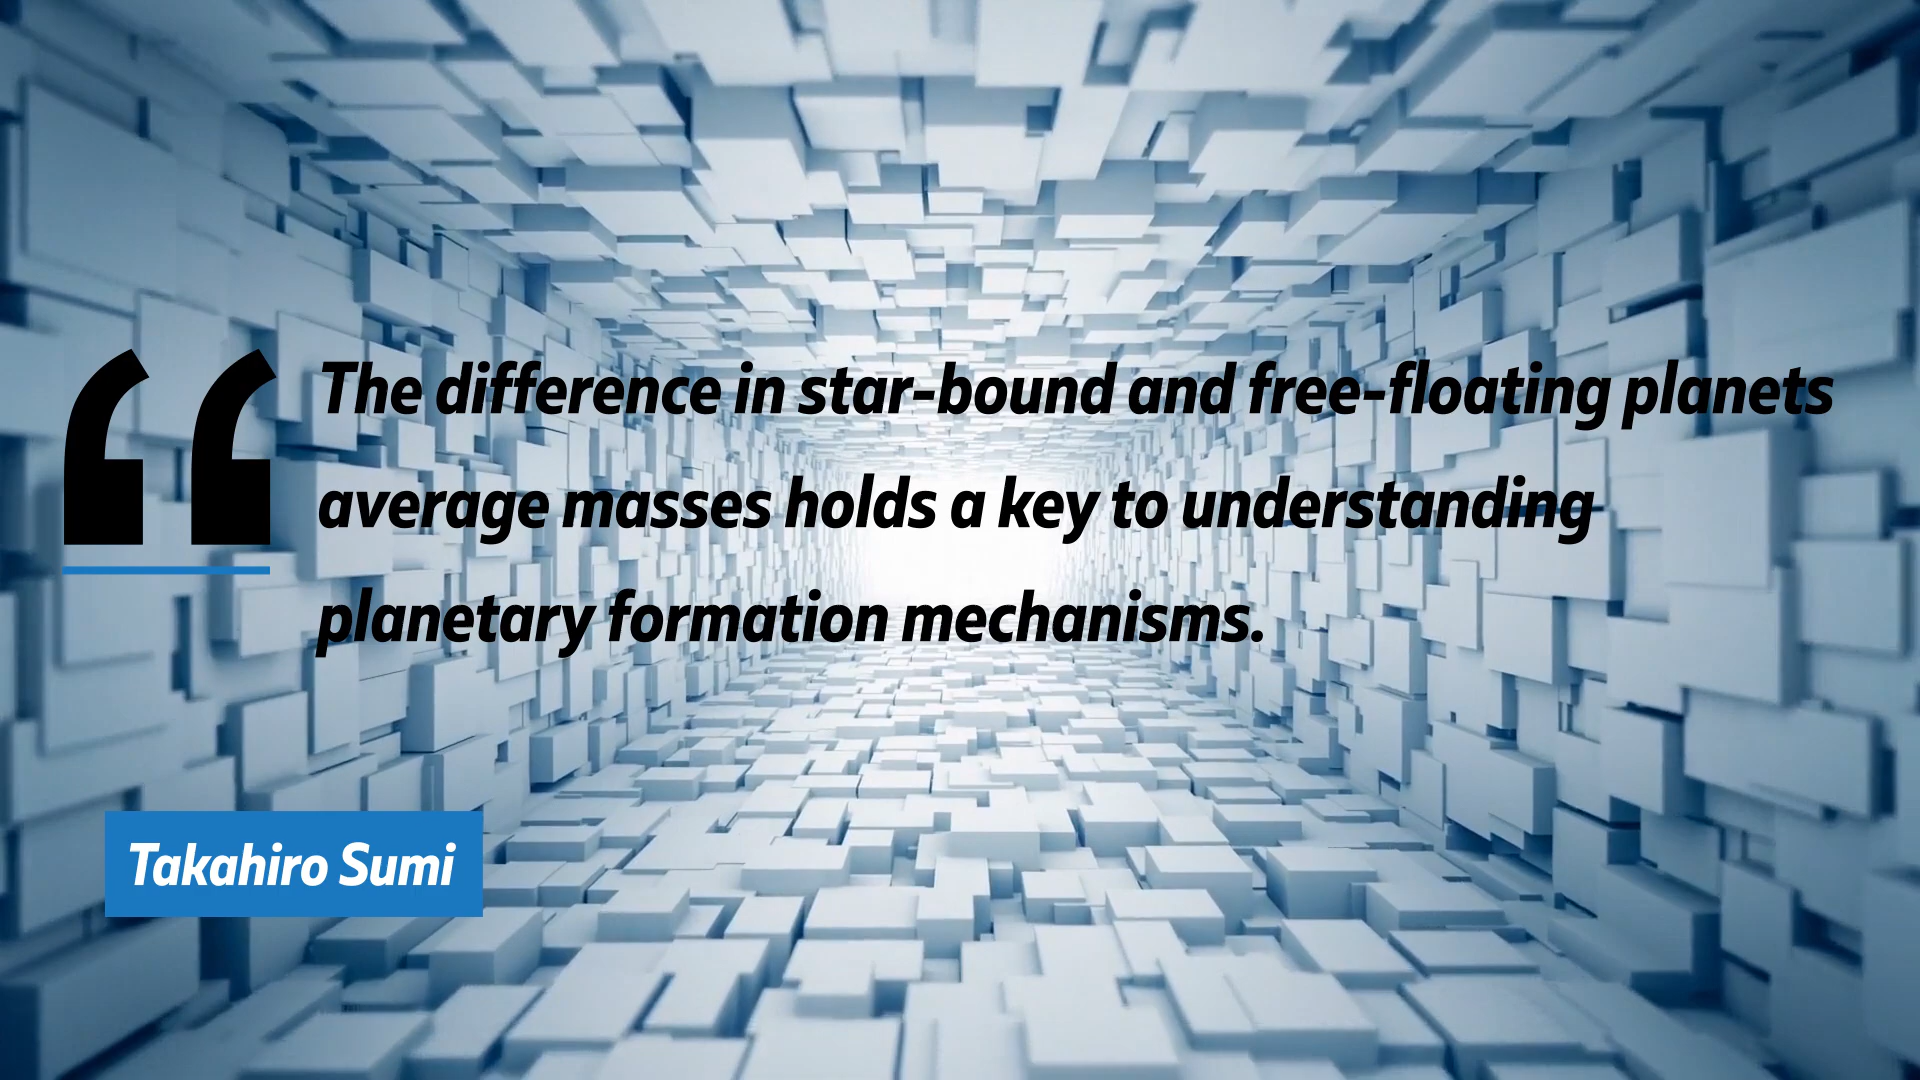 “
The difference in star-bound and free-floating planets
average masses holds a key to understanding
planetary formation mechanisms.
Takahiro Sumi